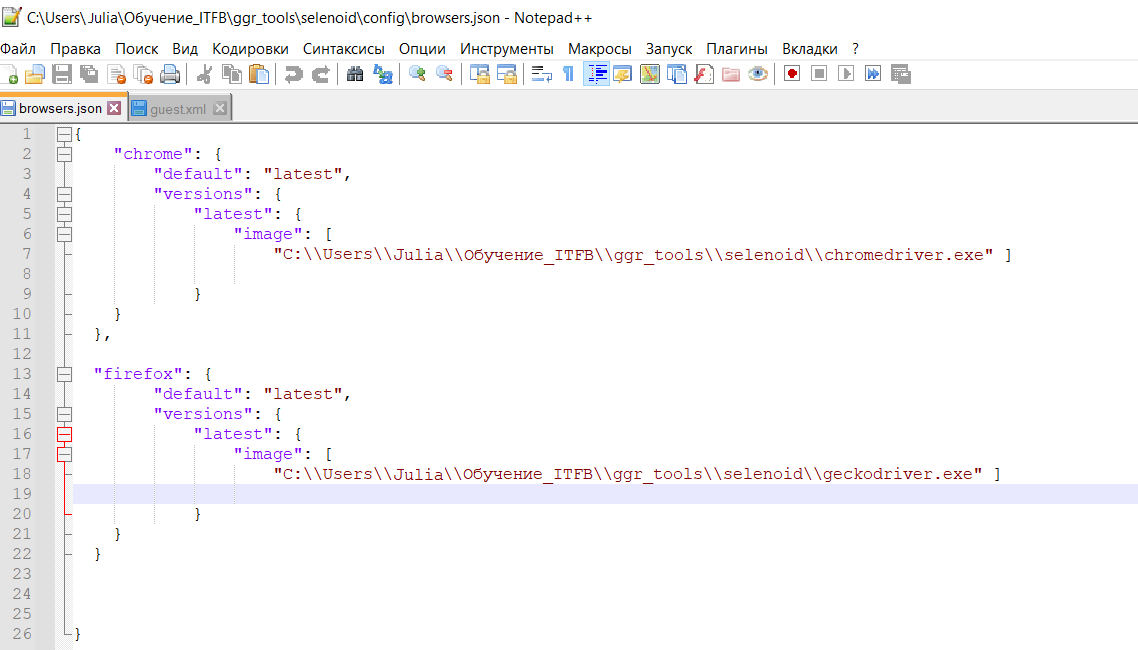 C:\Users\Julia\Обучение_ITFB\ggr_tools\selenoid\config\browsers.json - Notepad++
Файл Правка Поиск Вид Кодировки Синтаксисы Опции Инструменты Макросы Запуск Плагины Вкладки ?
browsers.json guest.xml
1 {
2 "chrome": {
3 "default": "latest",
4 "versions": {
5 "latest": {
6 "image": [
7 "C:\\Users\\Julia\\Обучение_ITFB\\ggr_tools\\selenoid\\chromedriver.exe" ]
8
9 }
10 }
11 },
12
13 "firefox": {
14 "default": "latest",
15 "versions": {
16 "latest": {
17 "image": [
18 "C:\\Users\\Julia\\Обучение_ITFB\\ggr_tools\\selenoid\\geckodriver.exe" ]
19
20 }
21 }
22 }
23
24
25
26 }